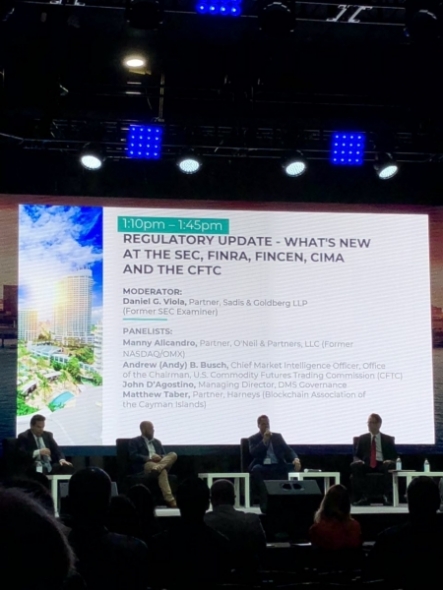 1:10pm – 1:45pm
REGULATORY UPDATE - WHAT'S NEW
AT THE SEC, FINRA, FINCEN, CIMA
AND THE CFTC
MODERATOR:
Daniel G. Viola, Partner, Sadis & Goldberg LLP
(Former SEC Examiner)
PANELISTS:
Manny Alicandro, Partner, O'Neil & Partners, LLC (Former
NASDAQ/OMX)
Andrew (Andy) B. Busch, Chief Market Intelligence Officer, Office
of the Chairman, U.S. Commodity Futures Trading Commission (CFTC)
John D'Agostino, Managing Director, DMS Governance
Matthew Taber, Partner, Harneys (Blockchain Association of
the Cayman Islands)